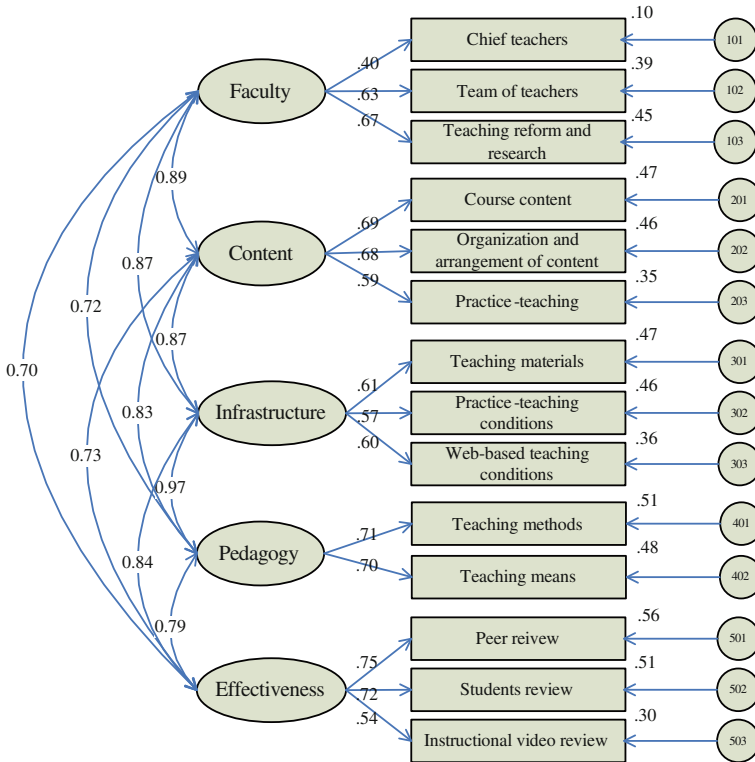 .10
Chief teachers
101
.40
.39
Faculty
.63
Team of teachers
102
.67
.45
Teaching reform and
research
103
0.89
.47
Course content
201
.69
.46
Content
.68
Organization and
arrangement of content
202
0.87
.59
.35
Practice-teaching
203
0.72
0.87
.47
0.70
Teaching materials
301
.61
.46
0.83
Infrastructure
.57
Practice-teaching
conditions
302
.60
.36
0.73
Web-based teaching
conditions
303
0.97
.51
Teaching methods
401
.71
.48
Pedagogy
0.84
.70
Teaching means
402
.56
0.79
Peer reivew
501
.75
.51
Effectiveness
.72
Students review
502
.54
.30
Instructional video review
503